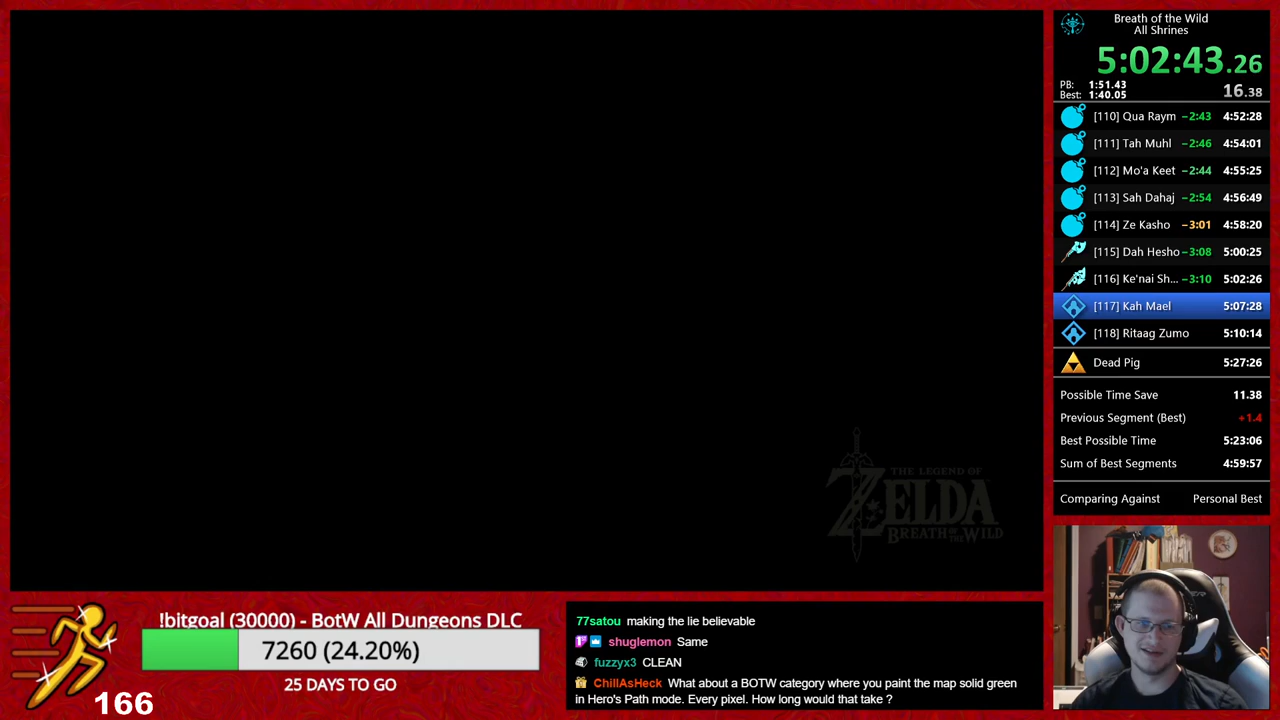 Breath of the Wild
All Shrines
5:02:43.26
PB: 1:51.43
Best: 1:40.05
16.38
[110] Qua Raym −2:43 4:52:28
[111] Tah Muhl −2:46 4:54:01
[112] Mo'a Keet −2:44 4:55:25
[113] Sah Dahaj −2:54 4:56:49
[114] Ze Kasho −3:01 4:58:20
[115] Dah Hesho −3:08 5:00:25
[116] Ke'nai Sh... −3:10 5:02:26
[117] Kah Mael 5:07:28
[118] Ritaag Zumo 5:10:14
Dead Pig 5:27:26
Possible Time Save 11.38
Previous Segment (Best) +1.4
Best Possible Time 5:23:06
Sum of Best Segments 4:59:57
Comparing Against Personal Best
THE LEGEND OF
ZELDA
BREATH OF THE WILD
!bitgoal (30000) - BotW All Dungeons DLC
7260 (24.20%)
25 DAYS TO GO
166
77satou making the lie believable
shuglemon Same
fuzzyx3 CLEAN
ChillAsHeck What about a BOTW category where you paint the map solid green
in Hero's Path mode. Every pixel. How long would that take ?